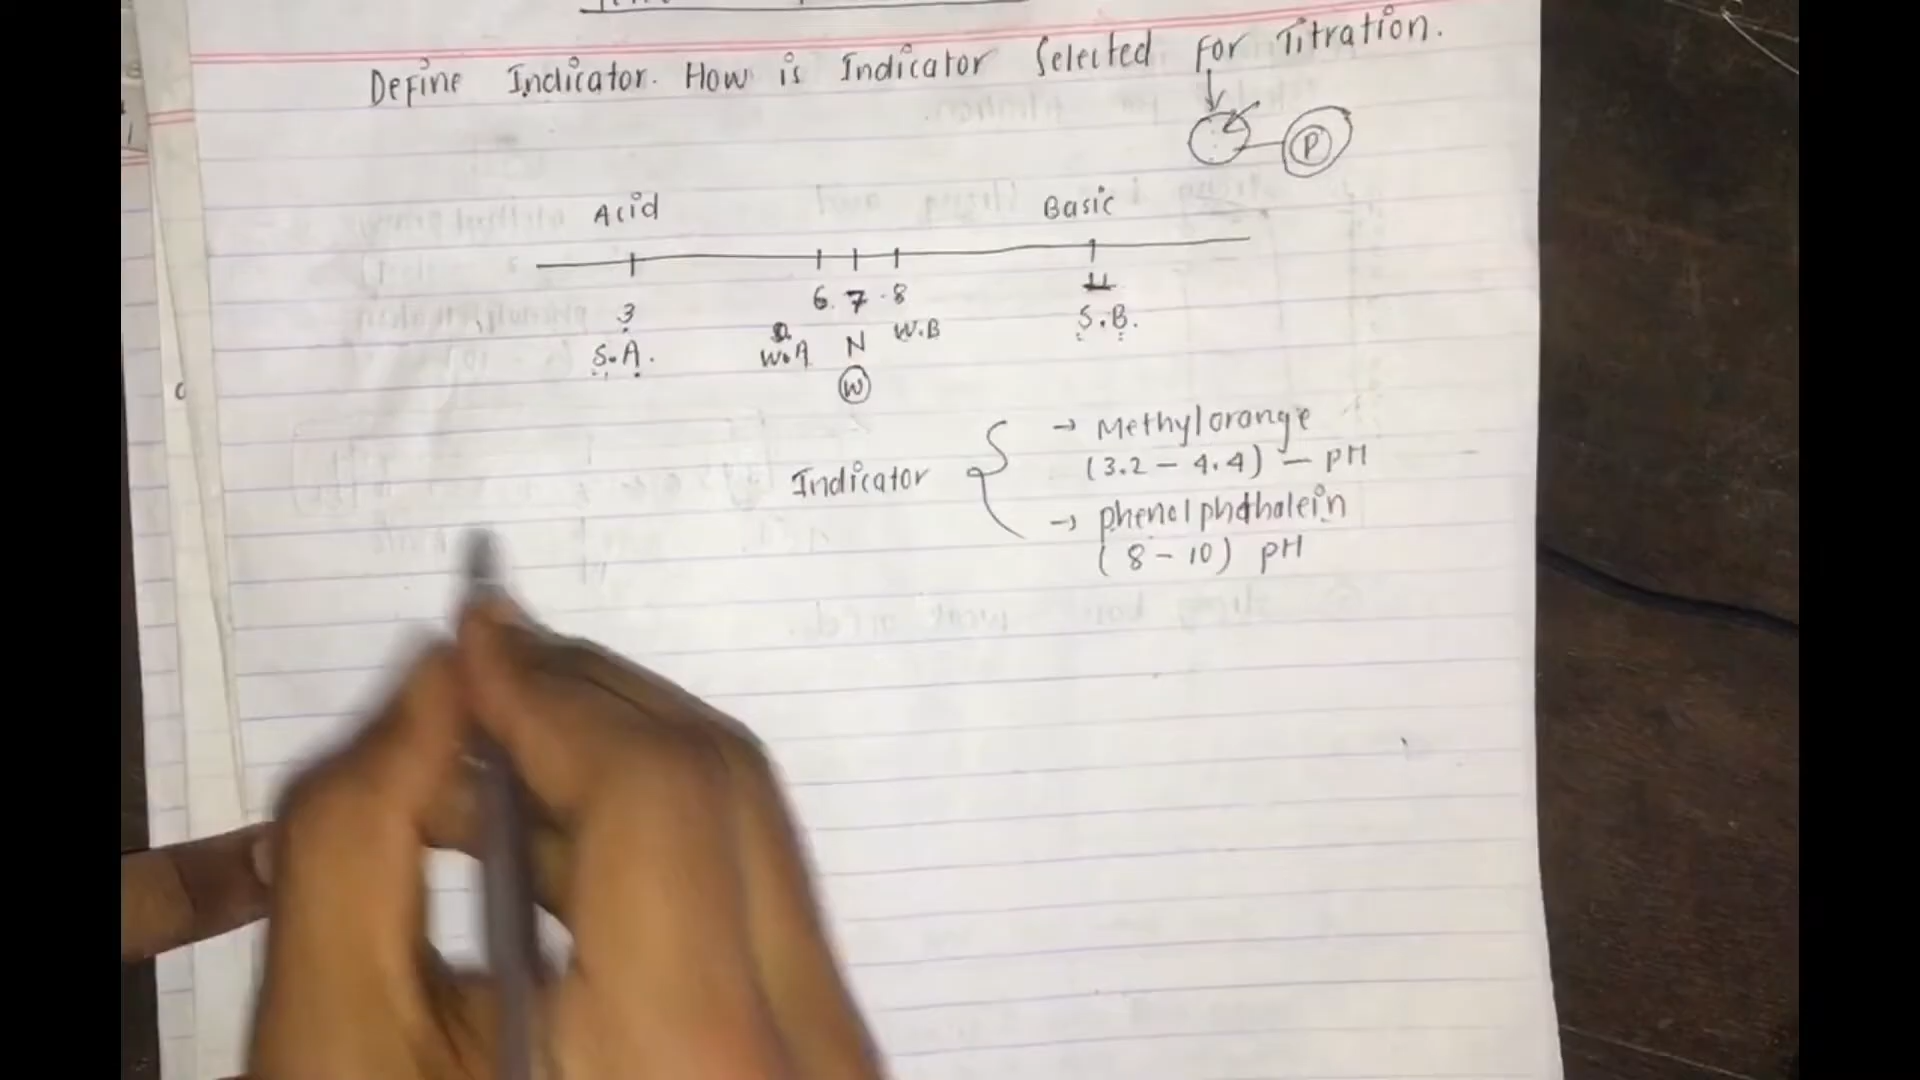 Define Indicator. How is Indicator Selected For Titration.
P
Acid Basic
3 6 7 8 11
S.A. W.A N W.B S.B.
W
Indicator
→ Methylorange
(3.2 - 4.4) - pH
→ phenolphthalein
(8 - 10) pH